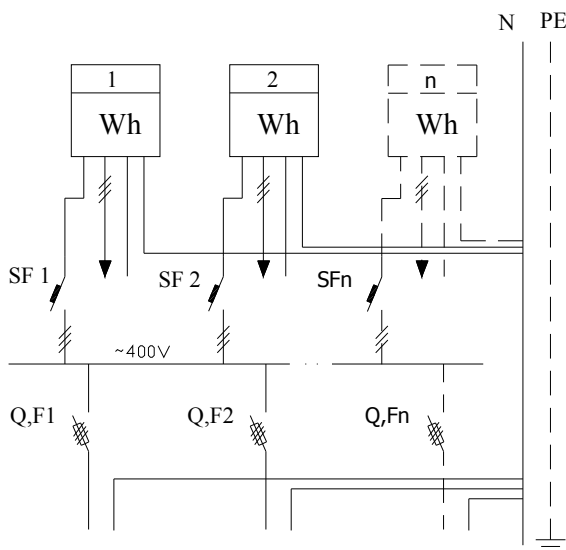 N PE
1 2 n
Wh Wh Wh
SF 1 SF 2 SFn
~400V
Q,F1 Q,F2 Q,Fn